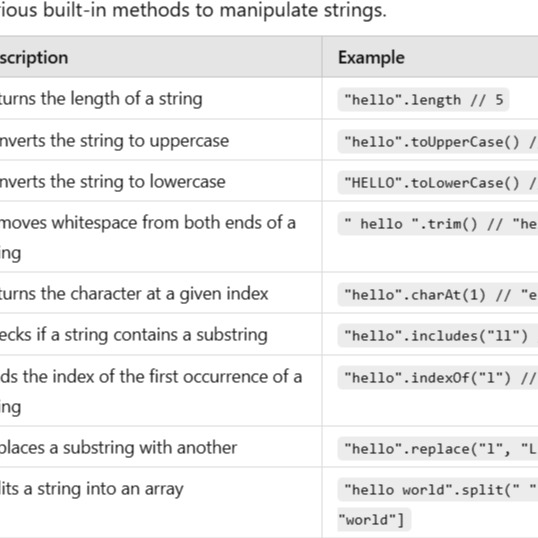 rious built-in methods to manipulate strings.
scription Example
turns the length of a string "hello".length // 5
nverts the string to uppercase "hello".toUpperCase() /
nverts the string to lowercase "HELLO".toLowerCase() /
moves whitespace from both ends of a " hello ".trim() // "he
ing
turns the character at a given index "hello".charAt(1) // "e
ecks if a string contains a substring "hello".includes("ll")
ds the index of the first occurrence of a "hello".indexOf("l") //
ing
places a substring with another "hello".replace("l", "L
its a string into an array "hello world".split(" "
"world"]